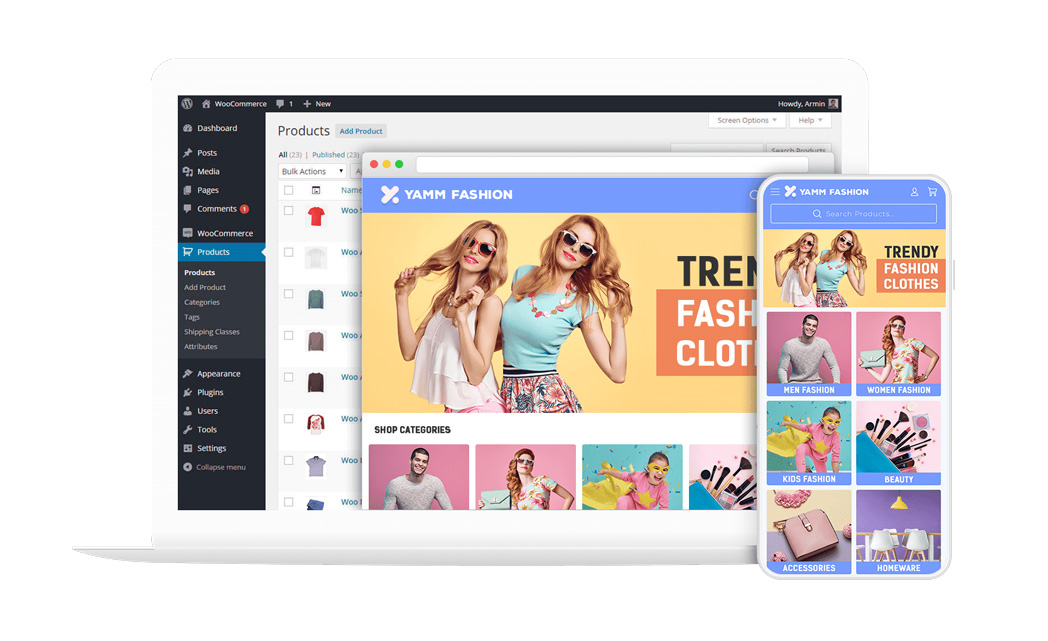 WooCommerce 1 + New Howdy, Armin
Screen Options Help
Dashboard
Posts
Media
Pages
Comments 1
WooCommerce
Products
Products
Add Product
Categories
Tags
Shipping Classes
Attributes
Appearance
Plugins
Users
Tools
Settings
Collapse menu
Products Add Product
All (23) | Published (23)
Search Products
Bulk Actions
Name
Woo
Woo
Woo
Woo
Woo
Woo
Woo
Woo
YAMM FASHION
TREN
FASH
CLOT
SHOP CATEGORIES
YAMM FASHION
Search Products..
TRENDY
FASHION
CLOTHES
MEN FASHION
WOMEN FASHION
KIDS FASHION
BEAUTY
ACCESSORIES
HOMEWARE